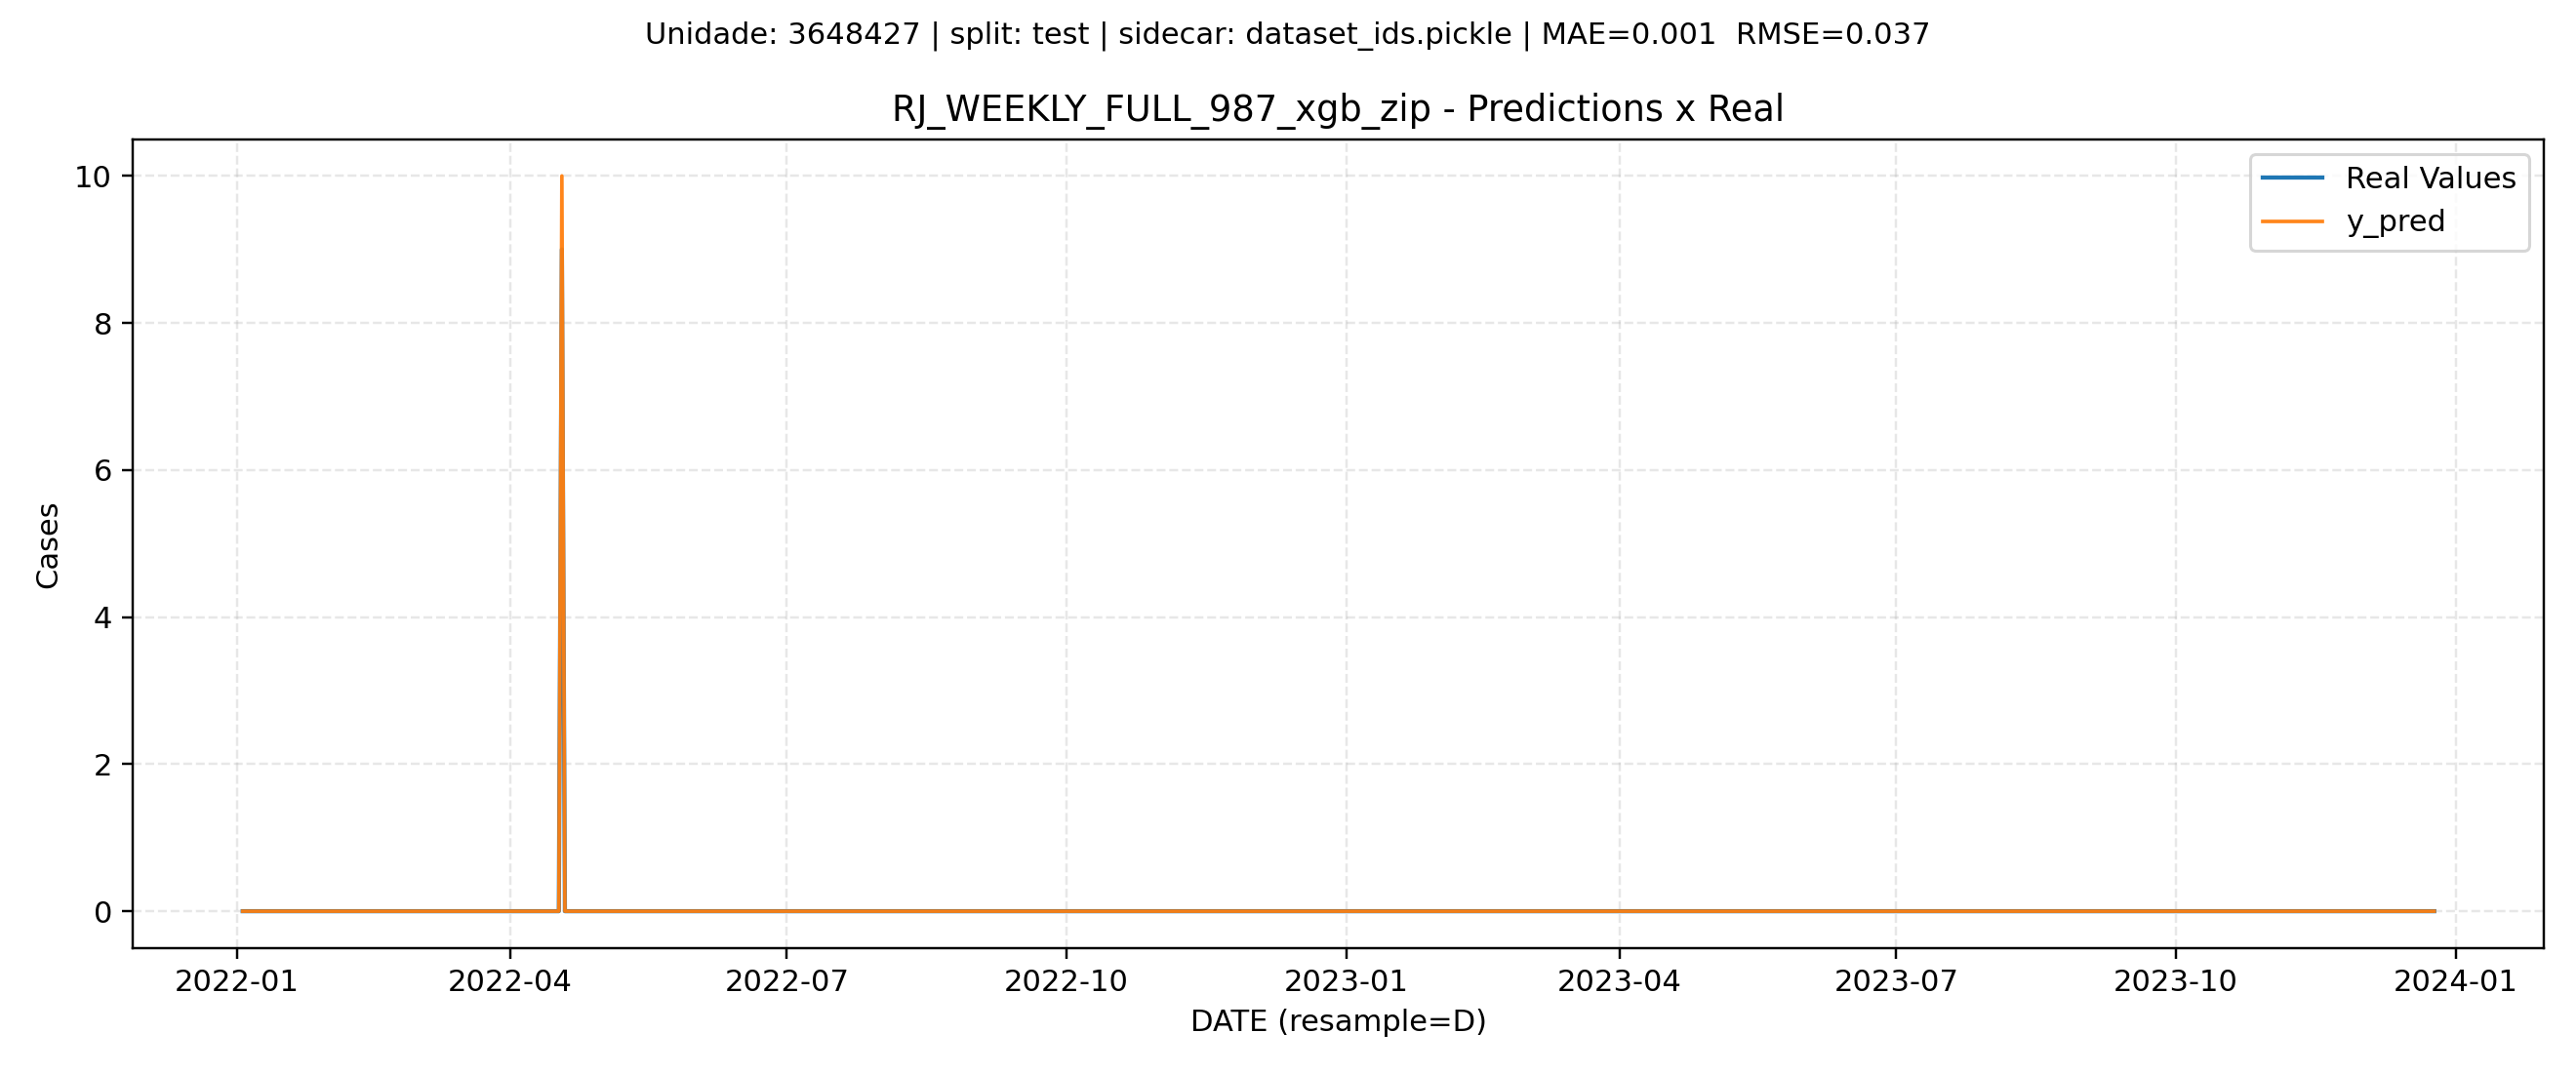 Unidade: 3648427 | split: test | sidecar: dataset_ids.pickle | MAE=0.001  RMSE=0.037
RJ_WEEKLY_FULL_987_xgb_zip - Predictions x Real
Real Values
y_pred
10
8
6
4
2
0
Cases
2022-01 2022-04 2022-07 2022-10 2023-01 2023-04 2023-07 2023-10 2024-01
DATE (resample=D)